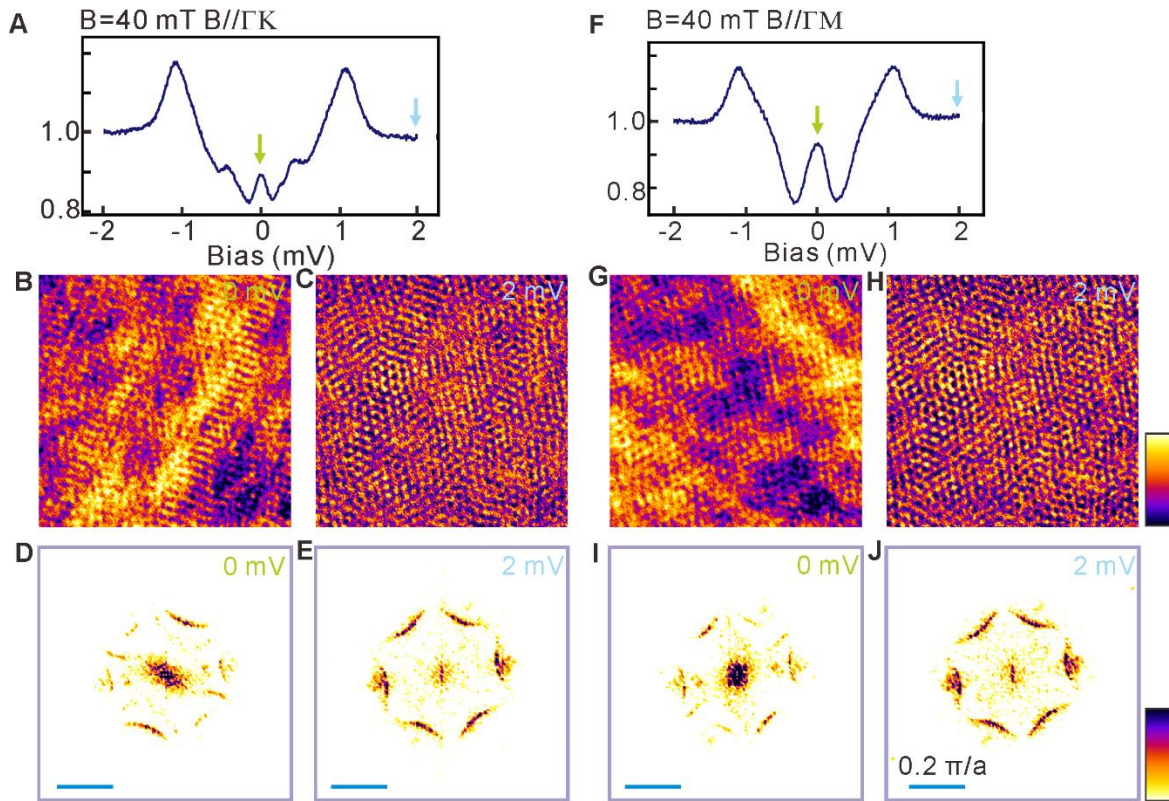 A
B=40 mT B//ΓK
1.0
0.8
-2 -1 0 1 2
Bias (mV)
F
B=40 mT B//ΓM
1.0
0.8
-2 -1 0 1 2
Bias (mV)
B
0 mV
C
2 mV
G
0 mV
H
2 mV
D
0 mV
E
2 mV
I
0 mV
J
2 mV
0.2 π/a